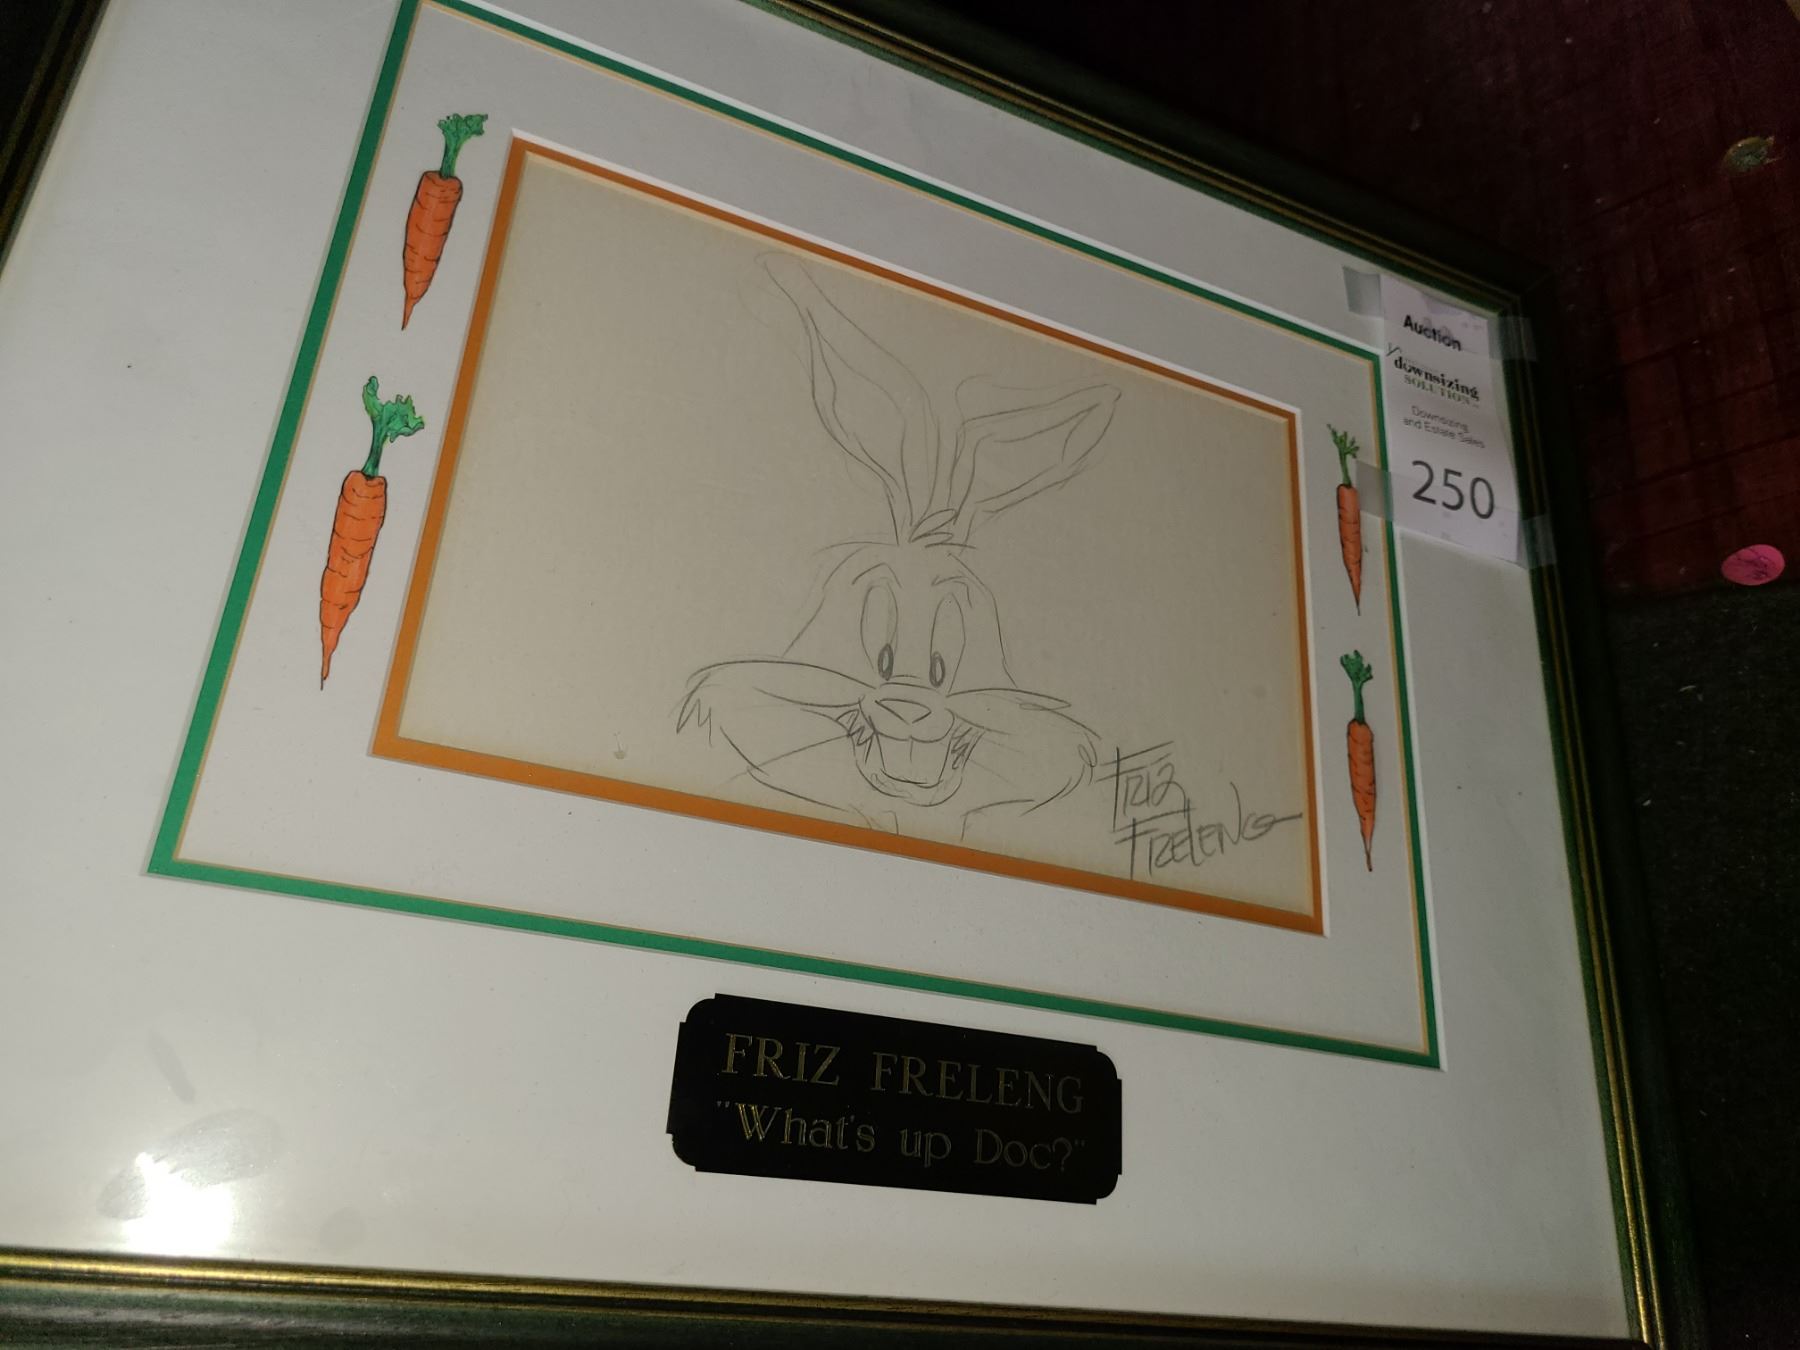 Auction
downsizing
SOLUTION
Downsizing
and Estate Sales
250
FRIZ
FRELENG
FRIZ FRELENG
"What's up Doc?"